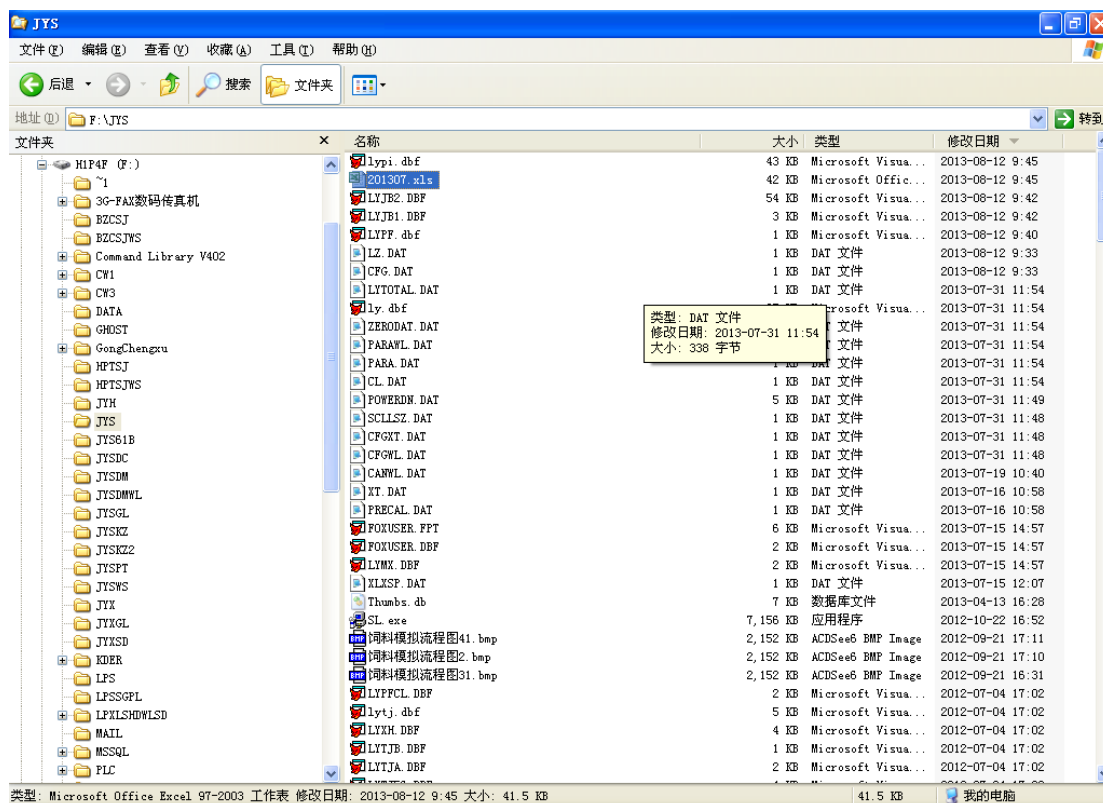 JYS
文件(F) 编辑(E) 查看(V) 收藏(A) 工具(T) 帮助(H)
后退 搜索 文件夹
地址(D) F:\JYS 转到
文件夹 名称 大小 类型 修改日期
H1P4F (F:)
~1
3G-FAX数码传真机
BZCSJ
BZCSJWS
Command Library V402
CW1
CW3
DATA
GHOST
GongChengxu
HPTSJ
HPTSJWS
JYH
JYS
JYS61B
JYSDC
JYSDM
JYSDMWL
JYSGL
JYSKZ
JYSKZ2
JYSPT
JYSWS
JYX
JYXGL
JYXSD
KDER
LPS
LPSSGPL
LPXLSHDWLSD
MAIL
MSSQL
PLC
lypi.dbf 43 KB Microsoft Visua... 2013-08-12 9:45
201307.xls 42 KB Microsoft Offic... 2013-08-12 9:45
LYJB2.DBF 54 KB Microsoft Visua... 2013-08-12 9:42
LYJB1.DBF 3 KB Microsoft Visua... 2013-08-12 9:42
LYPF.dbf 1 KB Microsoft Visua... 2013-08-12 9:40
LZ.DAT 1 KB DAT 文件 2013-08-12 9:33
CFG.DAT 1 KB DAT 文件 2013-08-12 9:33
LYTOTAL.DAT 1 KB DAT 文件 2013-07-31 11:54
ly.dbf crosoft Visua... 2013-07-31 11:54
ZERODAT.DAT 文件 2013-07-31 11:54
PARAWL.DAT 文件 2013-07-31 11:54
PARA.DAT 1 KB DAT 文件 2013-07-31 11:54
CL.DAT 1 KB DAT 文件 2013-07-31 11:54
POWERDN.DAT 5 KB DAT 文件 2013-07-31 11:49
SCLLSZ.DAT 1 KB DAT 文件 2013-07-31 11:48
CFGXT.DAT 1 KB DAT 文件 2013-07-31 11:48
CFGWL.DAT 1 KB DAT 文件 2013-07-31 11:48
CANWL.DAT 1 KB DAT 文件 2013-07-19 10:40
XT.DAT 1 KB DAT 文件 2013-07-16 10:58
PRECAL.DAT 1 KB DAT 文件 2013-07-16 10:58
FOXUSER.FPT 6 KB Microsoft Visua... 2013-07-15 14:57
FOXUSER.DBF 2 KB Microsoft Visua... 2013-07-15 14:57
LYMX.DBF 2 KB Microsoft Visua... 2013-07-15 14:57
XLXSP.DAT 1 KB DAT 文件 2013-07-15 12:07
Thumbs.db 7 KB 数据库文件 2013-04-13 16:28
SL.exe 7,156 KB 应用程序 2012-10-22 16:52
饲料模拟流程图41.bmp 2,152 KB ACDSee6 BMP Image 2012-09-21 17:11
饲料模拟流程图2.bmp 2,152 KB ACDSee6 BMP Image 2012-09-21 17:10
饲料模拟流程图31.bmp 2,152 KB ACDSee6 BMP Image 2012-09-21 16:31
LYPFCL.DBF 2 KB Microsoft Visua... 2012-07-04 17:02
lytj.dbf 5 KB Microsoft Visua... 2012-07-04 17:02
LYXH.DBF 4 KB Microsoft Visua... 2012-07-04 17:02
LYTJB.DBF 1 KB Microsoft Visua... 2012-07-04 17:02
LYTJA.DBF 2 KB Microsoft Visua... 2012-07-04 17:02
类型: DAT 文件
修改日期: 2013-07-31 11:54
大小: 338 字节
类型: Microsoft Office Excel 97-2003 工作表 修改日期: 2013-08-12 9:45 大小: 41.5 KB 41.5 KB 我的电脑